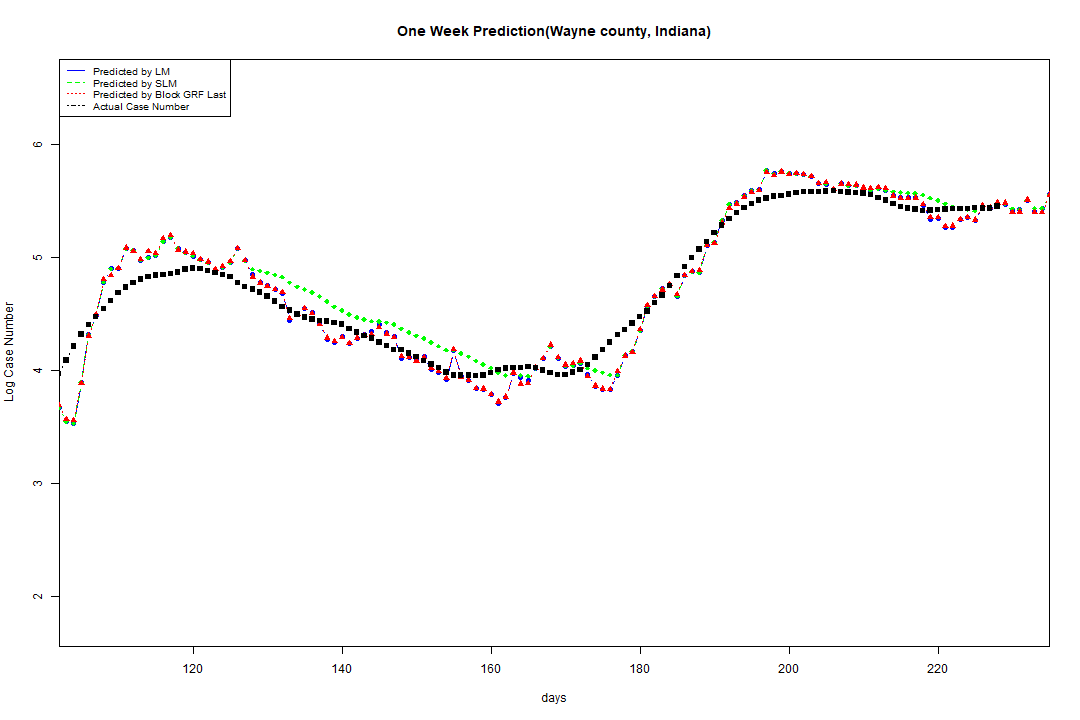 One Week Prediction(Wayne county, Indiana)
Predicted by LM
Predicted by SLM
Predicted by Block GRF Last
Actual Case Number
6
5
4
3
2
Log Case Number
120 140 160 180 200 220
days